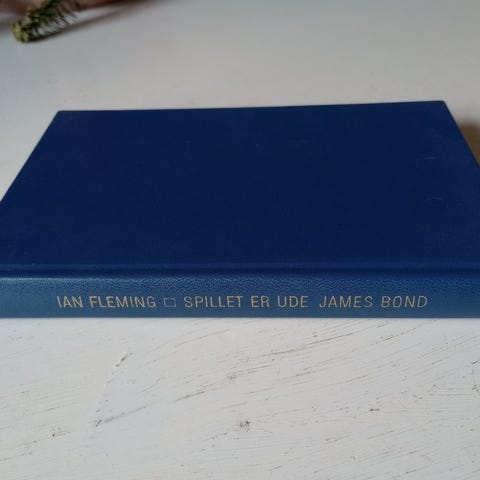 IAN FLEMING □ SPILLET ER UDE JAMES BOND